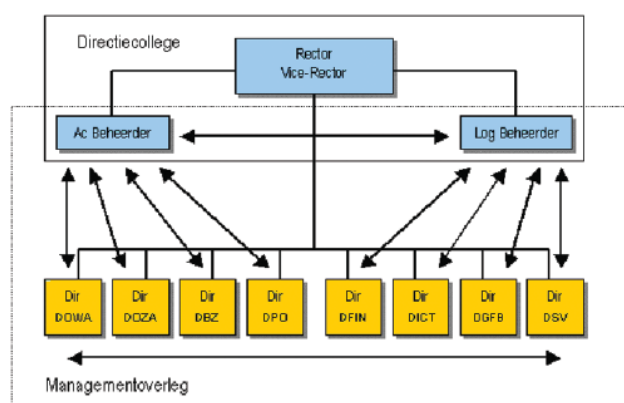 Directiecollege
Rector
Vice-Rector
Ac Beheerder
Log Beheerder
Dir
DOWA
Dir
DOZA
Dir
DBZ
Dir
DPO
Dir
DFIN
Dir
DICT
Dir
DGFB
Dir
DSV
Managementoverleg